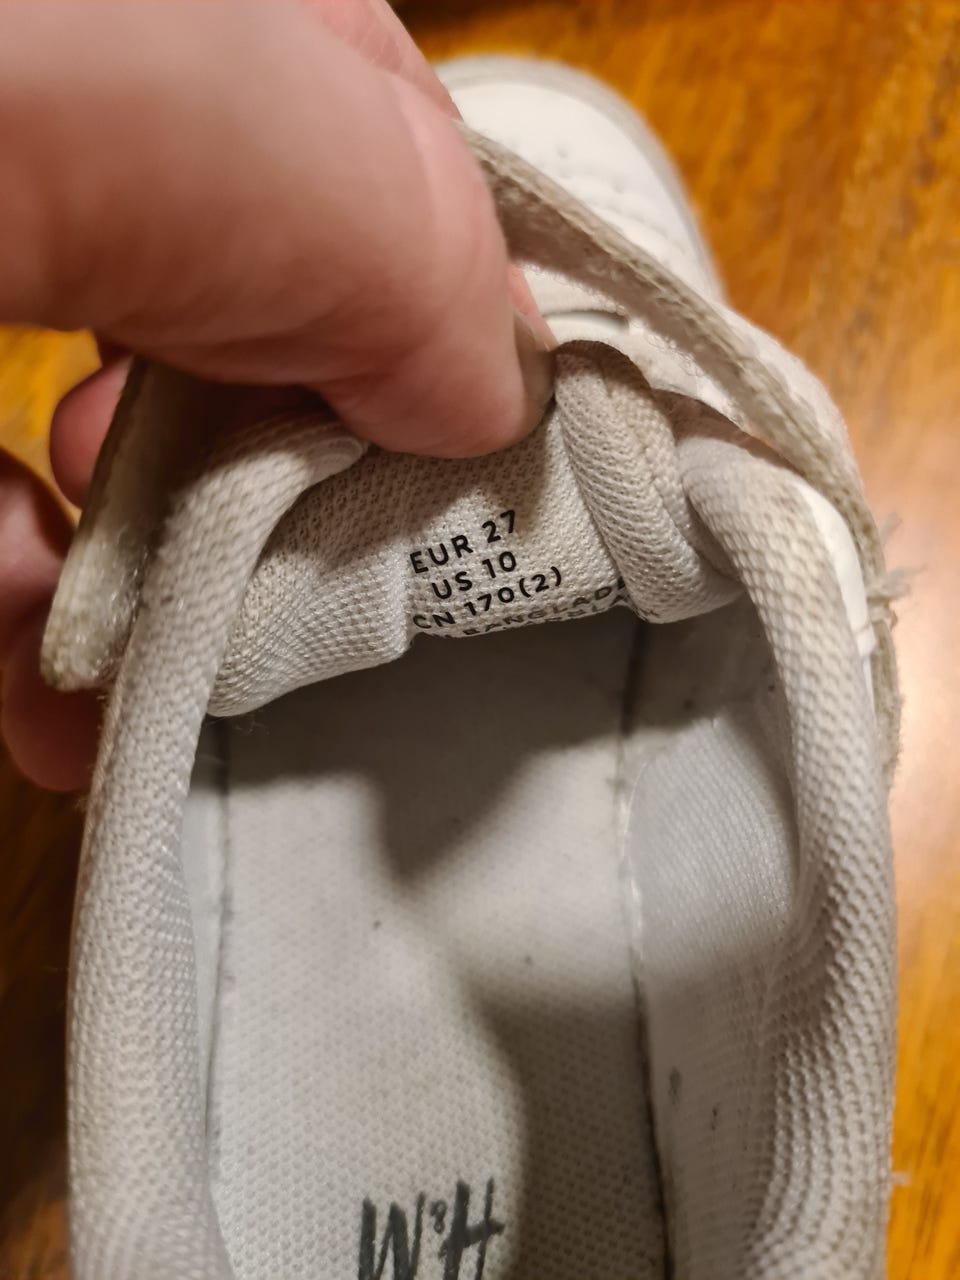 EUR 27
US 10
CN 170(2)
H&M